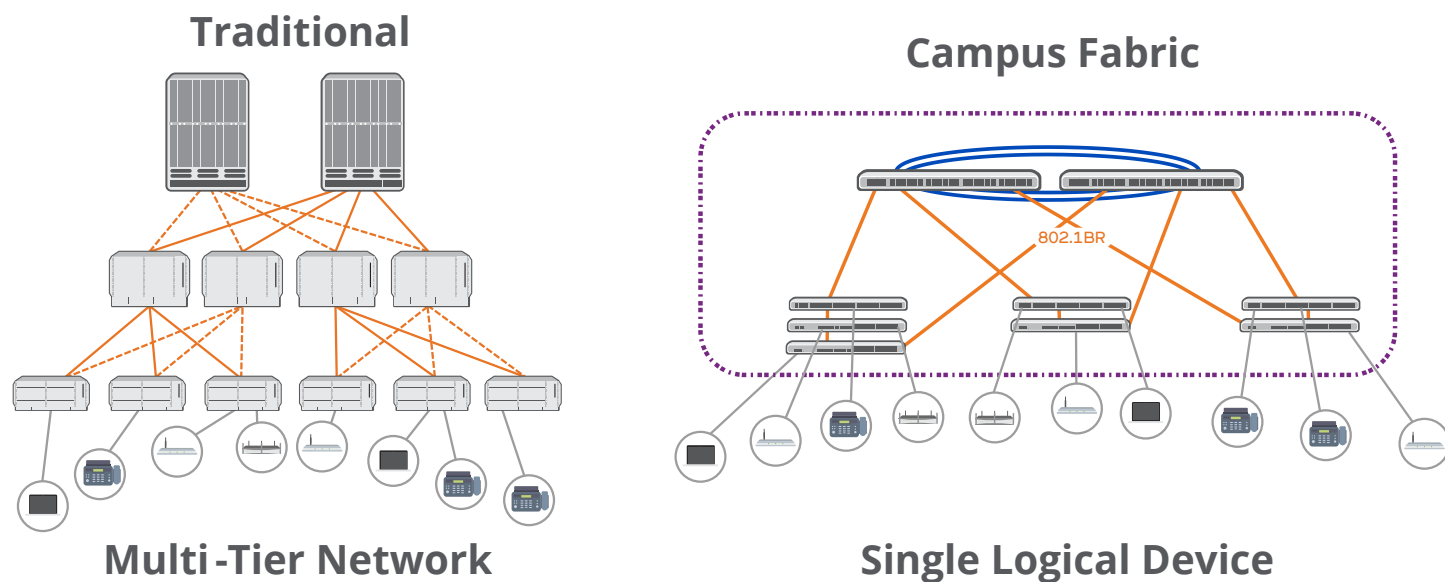 Traditional
Campus Fabric
802.1BR
Multi-Tier Network
Single Logical Device